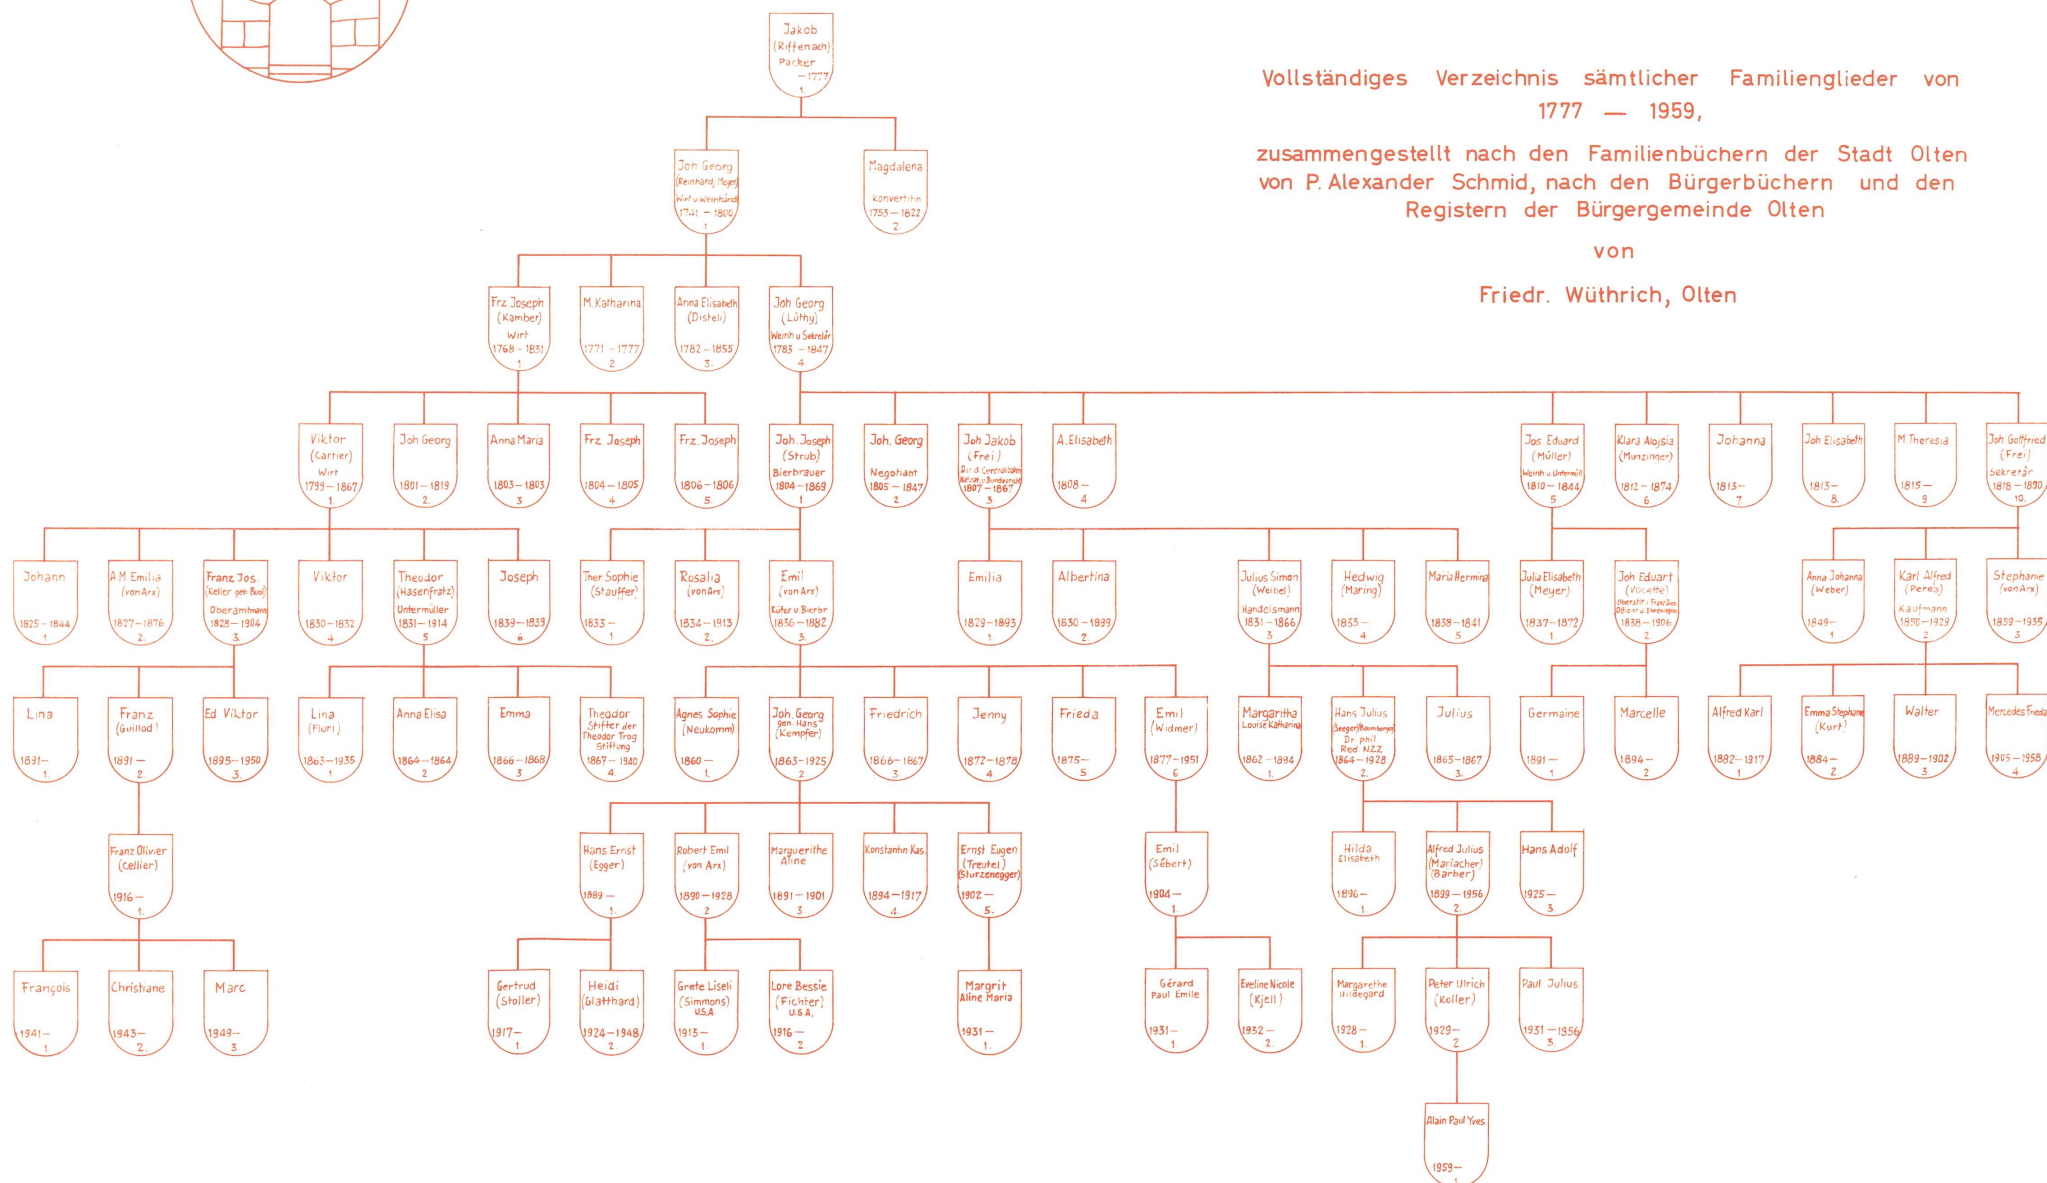 Jakob
(Riffenach)
Packer
— 1777
1.
Vollständiges Verzeichnis sämtlicher Familienglieder von
1777 — 1959,
zusammengestellt nach den Familienbüchern der Stadt Olten
von P. Alexander Schmid, nach den Bürgerbüchern und den
Registern der Bürgergemeinde Olten
von
Friedr. Wüthrich, Olten
Joh Georg
(Reinhard, Meyer)
Wirt u Weinhändl
1741 — 1800
1
Magdalena
Konvertitin
1753 — 1822
2.
Frz Joseph
(Kamber)
Wirt
1768 - 1831
1
M. Katharina
1771 - 1777
2
Anna Elisabeth
(Disteli)
1782 - 1855
3.
Joh Georg
(Lüthy)
Weinh u Sekretär
1783 - 1847
4.
Viktor
(Cartier)
Wirt
1799 - 1867
1.
Joh Georg
1801 - 1819
2.
Anna Maria
1803 - 1803
3
Frz. Joseph
1804 - 1805
4
Frz. Joseph
1806 - 1806
5.
Joh. Joseph
(Strub)
Bierbrauer
1804 - 1869
1
Joh. Georg
Negotiant
1805 - 1847
2
Joh Jakob
(Frei)
Dir. d. Centralbahn
1807 - 1867
3
A. Elisabeth
1808 -
4
Jos Eduard
(Müller)
Weinh u. Untermüll
1810 - 1844
5
Klara Aloisia
(Munzinger)
1812 - 1874
6
Johanna
1813 -
7
Joh Elisabeth
1813 -
8.
M. Theresia
1815 -
9
Joh Gottfried
(Frei)
Sekretär
1818 - 1890
10.
Johann
1825 - 1844
1
A M Emilia
(von Arx)
1827 - 1876
2.
Franz Jos.
(Keller geb Buol)
Oberamtmann
1828 - 1904
3.
Viktor
1830 - 1832
4
Theodor
(Hasenfratz)
Untermüller
1831 - 1914
5.
Joseph
1839 - 1839
6
Ther Sophie
(Stauffer)
1833 -
1
Rosalia
(von Arx)
1834 - 1913
2.
Emil
(von Arx)
Küfer u. Bierbr
1836 - 1882
3.
Emilia
1829 - 1893
1.
Albertina
1830 - 1899
2.
Julius Simon
(Weibel)
Handelsmann
1831 - 1866
3
Hedwig
(Maring)
1833 -
4.
Maria Hermina
1838 - 1841
5
Julia Elisabeth
(Meyer)
1837 - 1872
1.
Joh Eduart
1838 - 1906
2
Anna Johanna
(Weber)
1849 -
1
Karl Alfred
(Peres)
Kaufmann
1850 - 1929
2
Stephanie
(von Arx)
1859 - 1935
3
Lina
1891 -
1.
Franz
(Guillod)
1891 -
2
Ed Viktor
1895 - 1950
3.
Lina
(Fluri)
1863 - 1935
1
Anna Elisa
1864 - 1864
2
Emma
1866 - 1868
3
Theodor
Stifter der
Theodor Trog
Stiftung
1867 - 1940
4.
Agnes Sophie
(Neukomm)
1860 -
1.
Joh. Georg
gen. Hans
(Kempfer)
1863 - 1925
2
Friedrich
1866 - 1867
3.
Jenny
1872 - 1878
4
Frieda
1875 -
5
Emil
(Widmer)
1877 - 1951
6
Margaritha
Louise Katharina
1862 - 1894
1.
Hans Julius
(Seeger)(Baumberger)
Dr. phil
Red. NZZ
1864 - 1928
2.
Julius
1865 - 1867
3.
Germaine
1891 -
1
Marcelle
1894 -
2
Alfred Karl
1882 - 1917
1
Emma Stephanie
(Kurt)
1884 -
2
Walter
1889 - 1902
3
Mercedes Frieda
1905 - 1958
4
Franz Olivier
(Cellier)
1916 -
1.
Hans Ernst
(Egger)
1889 -
1.
Robert Emil
(von Arx)
1890 - 1928
2
Marguerithe
Aline
1891 - 1901
3
Konstantin Kas.
1894 - 1917
4.
Ernst Eugen
(Treutel)
(Sturzenegger)
1902 -
5.
Emil
(Sébert)
1904 -
1.
Hilda
Elisabeth
1896 -
1.
Alfred Julius
(Mariacher)
(Barber)
1899 - 1956
2.
Hans Adolf
1925 -
3.
François
1941 -
1
Christiane
1943 -
2.
Marc
1949 -
3
Gertrud
(Stoller)
1917 -
1.
Heidi
(Glatthard)
1924 - 1948
2
Grete Liseli
(Simmons)
U.S.A
1913 -
1.
Lore Bessie
(Fichter)
U.S.A.
1916 -
2.
Margrit
Aline Maria
1931 -
1.
Gérard
Paul Emile
1931 -
1.
Eveline Nicole
(Kjell)
1932 -
2.
Margarethe
Hildegard
1928 -
1.
Peter Ulrich
(Koller)
1929 -
2.
Paul Julius
1931 - 1956
3.
Alain Paul Yves
1959 -
1.